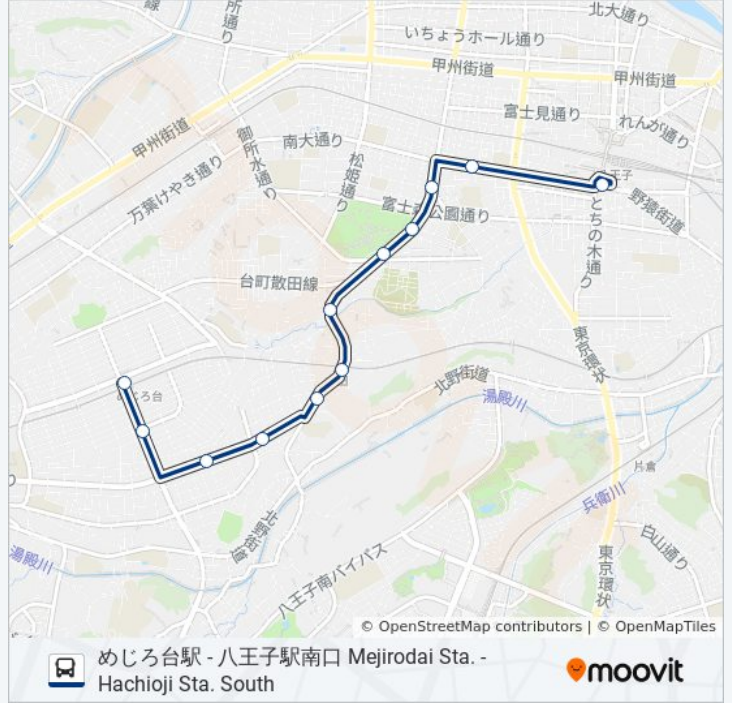 北大通り
所通り
線
いちょうホール通り
甲州街道
甲州街道
富士見通り
れんが通り
甲州街道
南大通り
御所水通り
松姫通り
万葉けやき通り
王子
野猿街道
富士森公園通り
とちの木通り
台町散田線
東京環状
北野街道
湯殿川
めじろ台
片倉
兵衛川
北野街道
白山通り
湯殿川
八王子南バイパス
東京環状
© OpenStreetMap contributors | © OpenMapTiles
めじろ台駅 - 八王子駅南口 Mejirodai Sta. -
Hachioji Sta. South
moovit